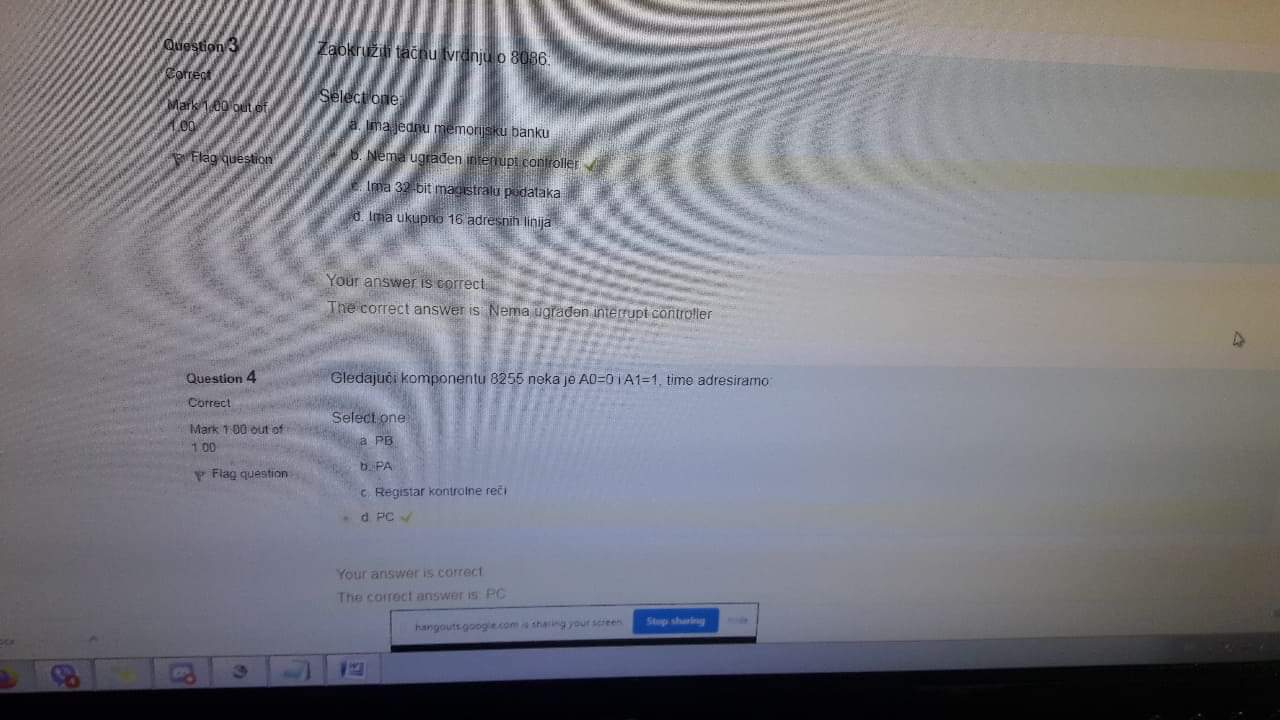 Question 3
Correct
Mark 1.00 out of
1.00
Flag question
Zaokružiti tačnu tvrdnju o 8086.
Select one:
a. Ima jednu memorijsku banku
b. Nema ugrađen interrupt controller
c. Ima 32-bit magistralu podataka
d. Ima ukupno 16 adresnih linija
Your answer is correct.
The correct answer is: Nema ugrađen interrupt controller
Question 4
Correct
Mark 1.00 out of
1.00
Flag question
Gledajući komponentu 8255 neka je A0=0 i A1=1, time adresiramo:
Select one:
a. PB
b. PA
c. Registar kontrolne reči
d. PC
Your answer is correct.
The correct answer is: PC
hangouts.google.com is sharing your screen.
Stop sharing